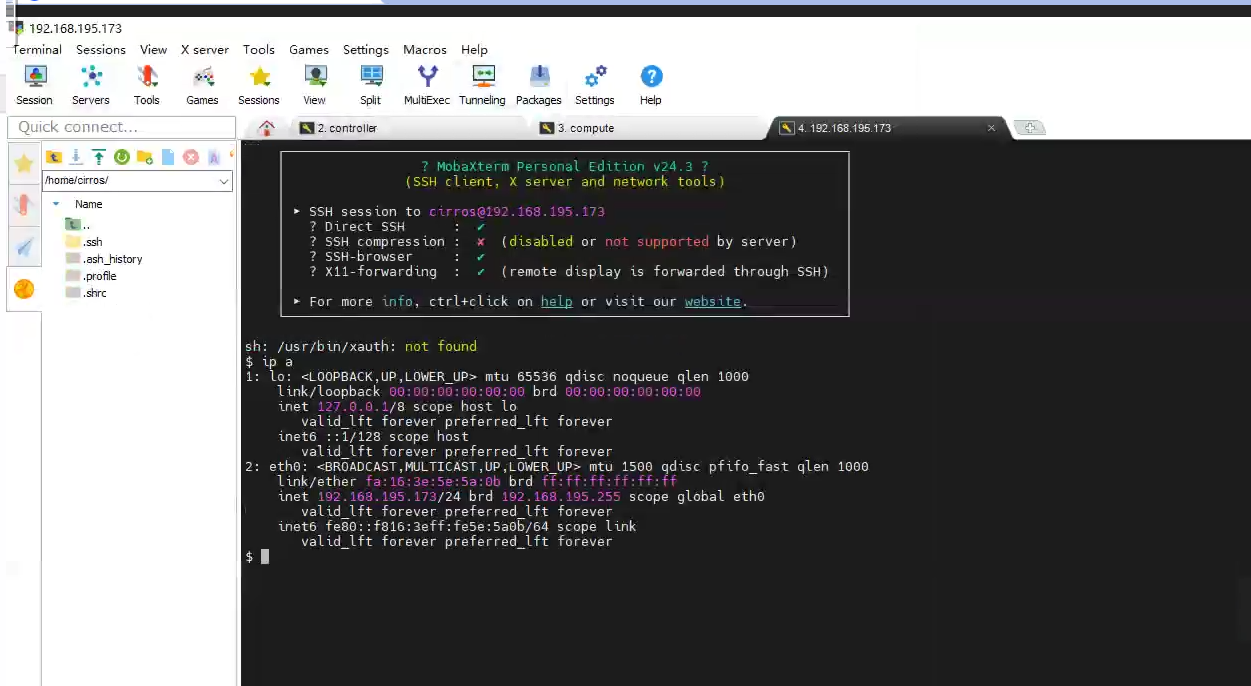 192.168.195.173
Terminal Sessions View X server Tools Games Settings Macros Help
Session Servers Tools Games Sessions View Split MultiExec Tunneling Packages Settings Help
Quick connect...
2. controller
3. compute
4. 192.168.195.173
/home/cirros/
Name
..
.ssh
.ash_history
.profile
.shrc
? MobaXterm Personal Edition v24.3 ?
(SSH client, X server and network tools)
▸ SSH session to cirros@192.168.195.173
? Direct SSH : ✔
? SSH compression : ✘ (disabled or not supported by server)
? SSH-browser : ✔
? X11-forwarding : ✔ (remote display is forwarded through SSH)
▸ For more info, ctrl+click on help or visit our website.
sh: /usr/bin/xauth: not found
$ ip a
1: lo: <LOOPBACK,UP,LOWER_UP> mtu 65536 qdisc noqueue qlen 1000
link/loopback 00:00:00:00:00:00 brd 00:00:00:00:00:00
inet 127.0.0.1/8 scope host lo
valid_lft forever preferred_lft forever
inet6 ::1/128 scope host
valid_lft forever preferred_lft forever
2: eth0: <BROADCAST,MULTICAST,UP,LOWER_UP> mtu 1500 qdisc pfifo_fast qlen 1000
link/ether fa:16:3e:5e:5a:0b brd ff:ff:ff:ff:ff:ff
inet 192.168.195.173/24 brd 192.168.195.255 scope global eth0
valid_lft forever preferred_lft forever
inet6 fe80::f816:3eff:fe5e:5a0b/64 scope link
valid_lft forever preferred_lft forever
$